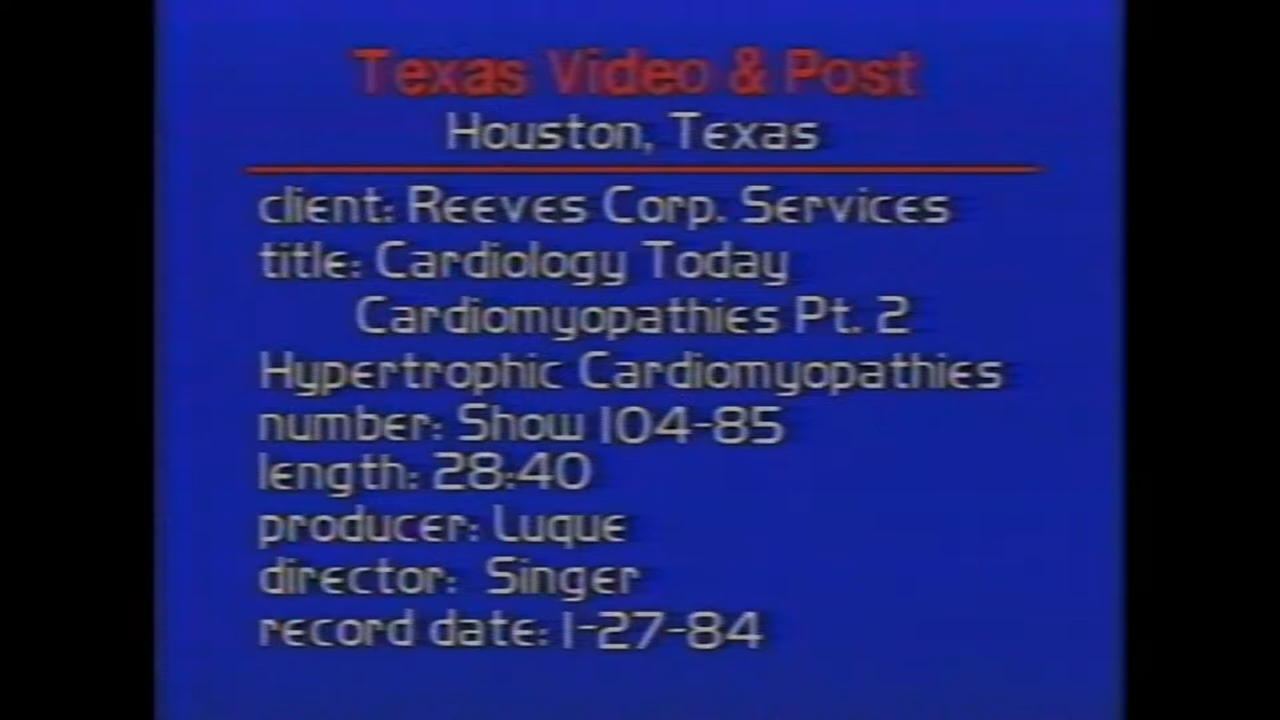 Texas Video & Post
Houston, Texas
client: Reeves Corp. Services
title: Cardiology Today
Cardiomyopathies Pt. 2
Hypertrophic Cardiomyopathies
number: Show 104-85
length: 28:40
producer: Luque
director: Singer
record date: 1-27-84